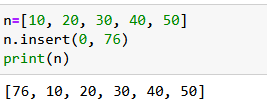 n=[10, 20, 30, 40, 50]
n.insert(0, 76)
print(n)
[76, 10, 20, 30, 40, 50]